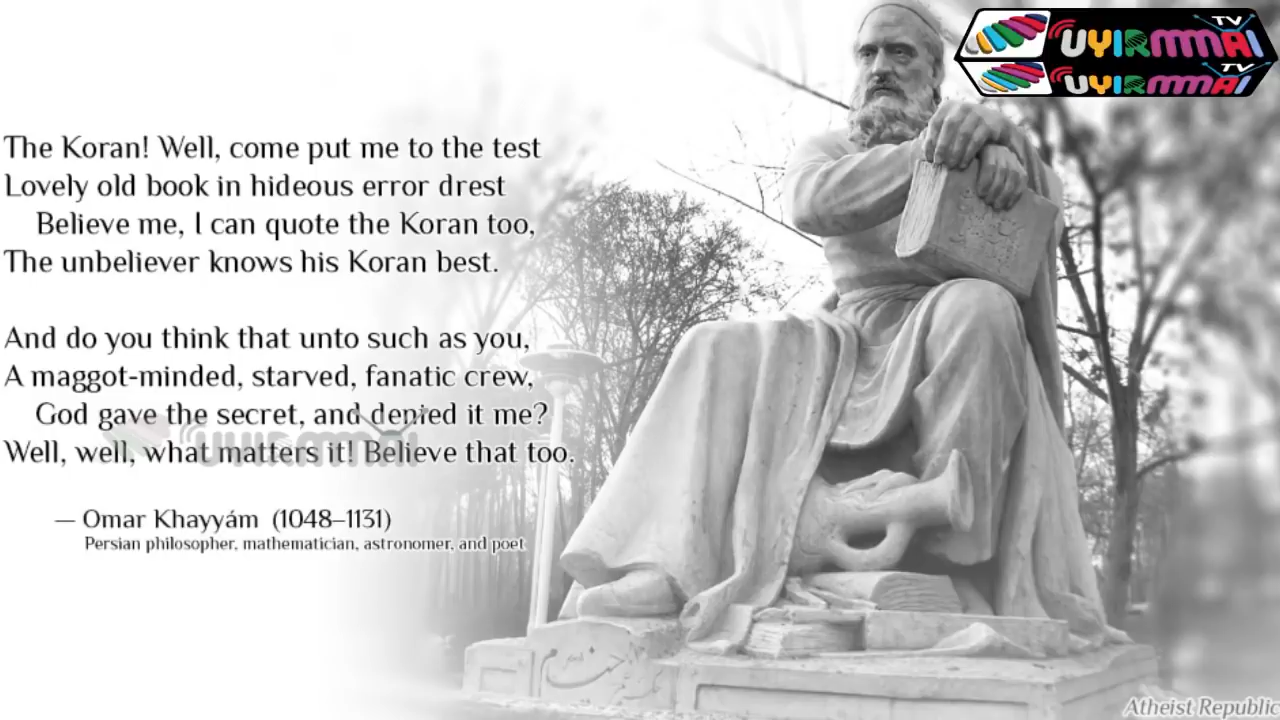 TV
UYIRMMAI
TV
UYIRMMAI
The Koran! Well, come put me to the test
Lovely old book in hideous error drest
Believe me, I can quote the Koran too,
The unbeliever knows his Koran best.
And do you think that unto such as you,
A maggot-minded, starved, fanatic crew,
God gave the secret, and denied it me?
Well, well, what matters it! Believe that too.
UYIRMMAI
— Omar Khayyám (1048–1131)
Persian philosopher, mathematician, astronomer, and poet
Atheist Republic